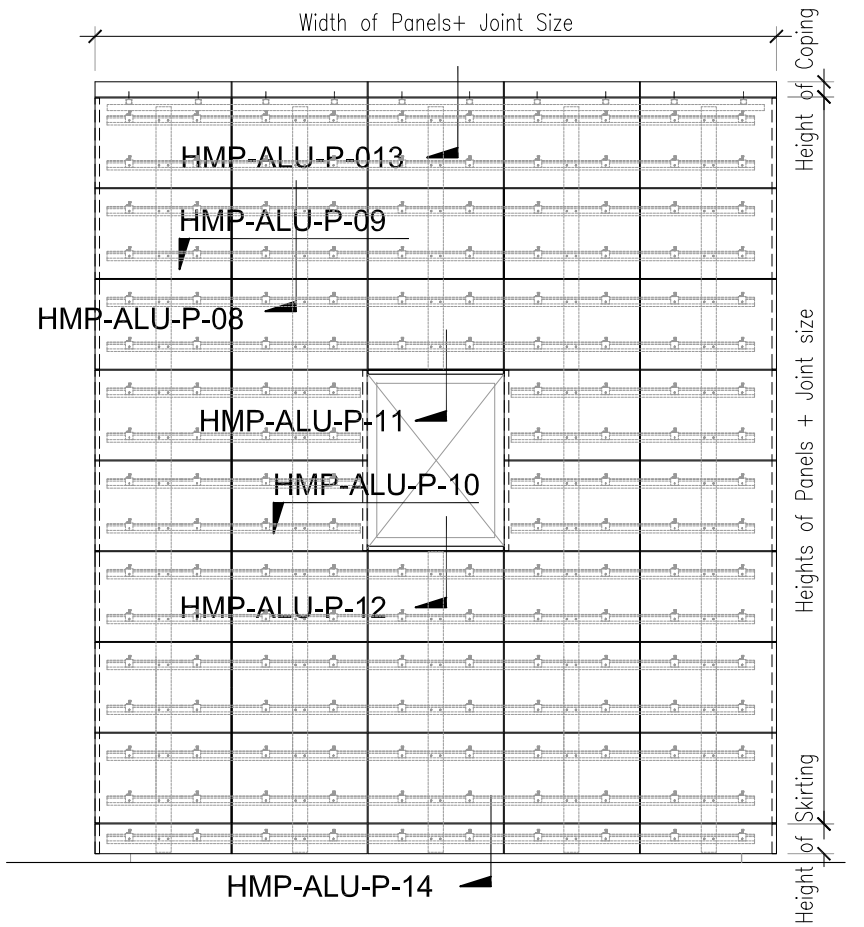 Width of Panels+ Joint Size
Height of Coping
HMP-ALU-P-013
HMP-ALU-P-09
HMP-ALU-P-08
Heights of Panels + Joint size
HMP-ALU-P-11
HMP-ALU-P-10
HMP-ALU-P-12
Height of Skirting
HMP-ALU-P-14